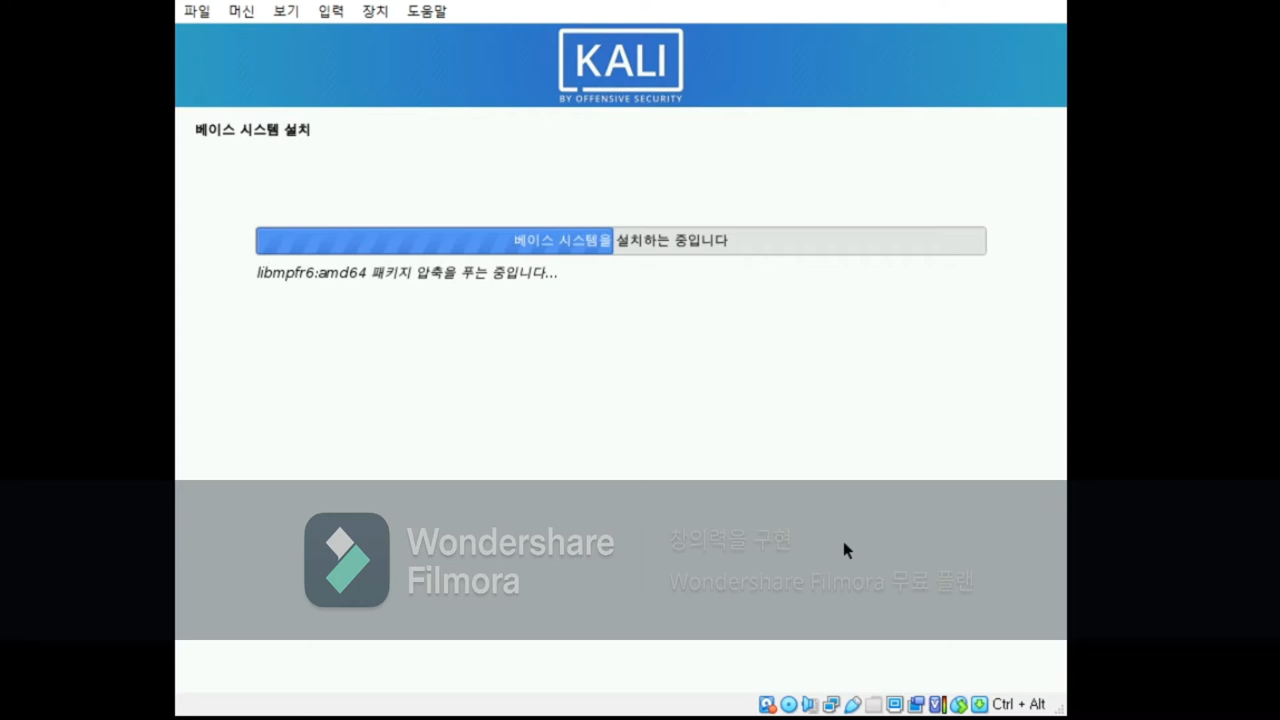 파일 머신 보기 입력 장치 도움말
KALI
BY OFFENSIVE SECURITY
베이스 시스템 설치
베이스 시스템을 설치하는 중입니다
libmpfr6:amd64 패키지 압축을 푸는 중입니다...
Wondershare
Filmora
창의력을 구현
Wondershare Filmora 무료 플랜
Ctrl + Alt